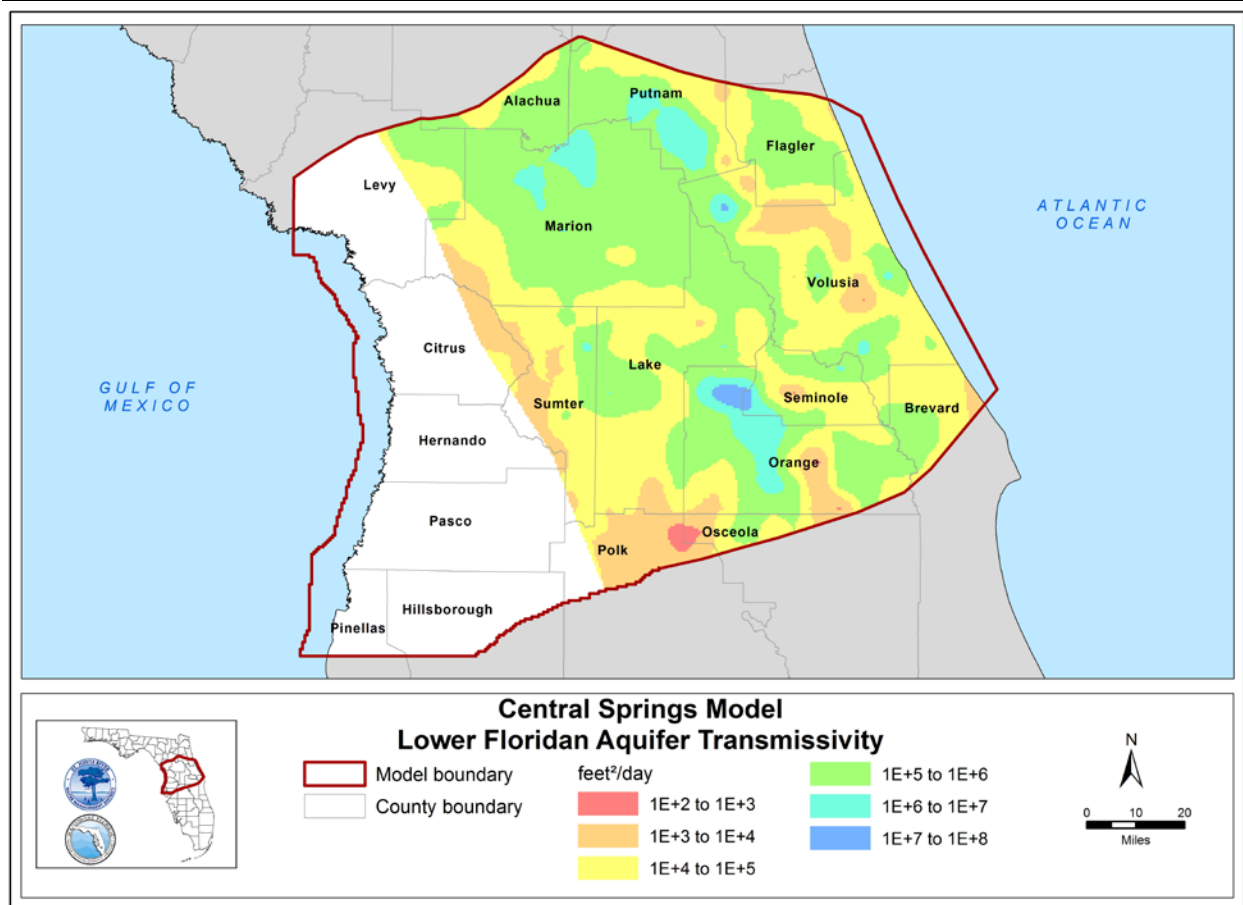 Alachua
Putnam
Flagler
Levy
Marion
ATLANTIC
OCEAN
Volusia
Citrus
Lake
GULF OF
MEXICO
Sumter
Seminole
Brevard
Hernando
Orange
Pasco
Osceola
Polk
Hillsborough
Pinellas
Central Springs Model
Lower Floridan Aquifer Transmissivity
Model boundary
County boundary
feet²/day
1E+2 to 1E+3
1E+3 to 1E+4
1E+4 to 1E+5
1E+5 to 1E+6
1E+6 to 1E+7
1E+7 to 1E+8
N
0 10 20
Miles